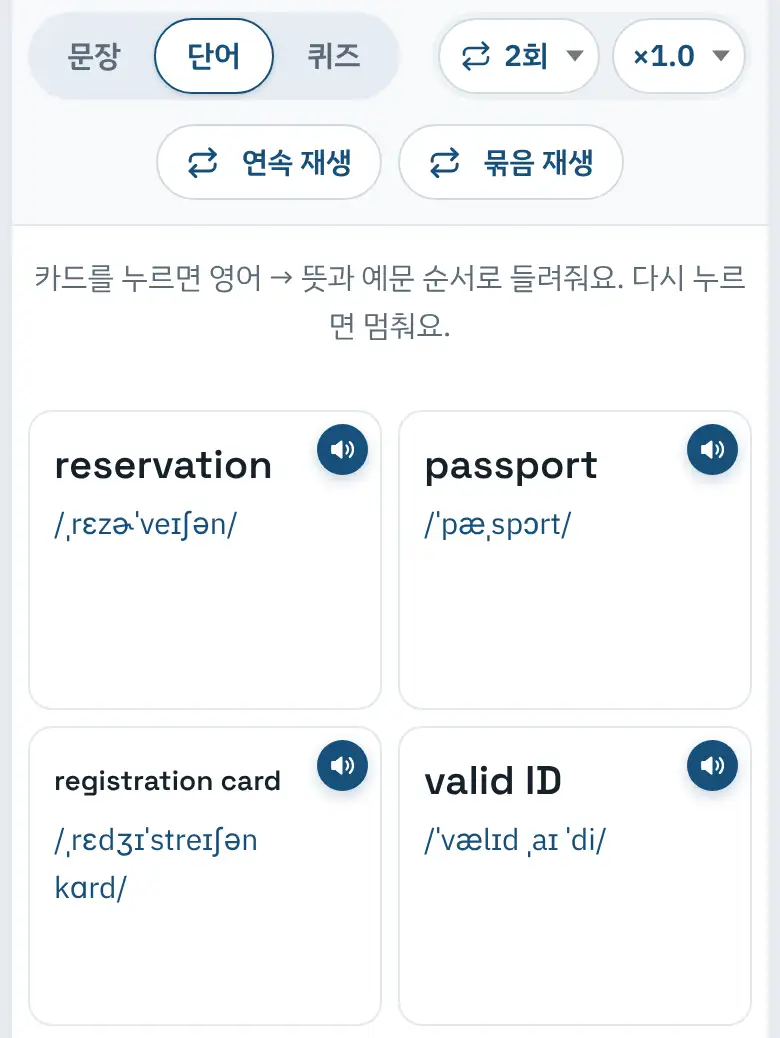 문장 단어 퀴즈 2회 ×1.0
연속 재생 묶음 재생
카드를 누르면 영어 → 뜻과 예문 순서로 들려줘요. 다시 누르
면 멈춰요.
reservation
/ˌrɛzɚˈveɪʃən/
passport
/ˈpæˌspɔrt/
registration card
/ˌrɛdʒɪˈstreɪʃən
kɑrd/
valid ID
/ˈvælɪd ˌaɪ ˈdi/